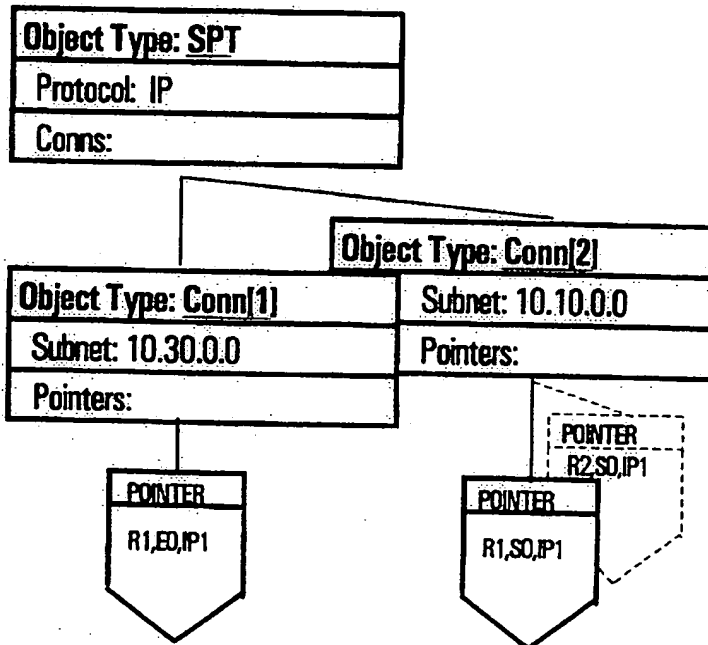 Object Type: SPT
Protocol: IP
Conns:
Object Type: Conn[2]
Subnet: 10.10.0.0
Pointers:
Object Type: Conn[1]
Subnet: 10.30.0.0
Pointers:
POINTER
R2,S0,IP1
POINTER
R1,E0,IP1
POINTER
R1,S0,IP1